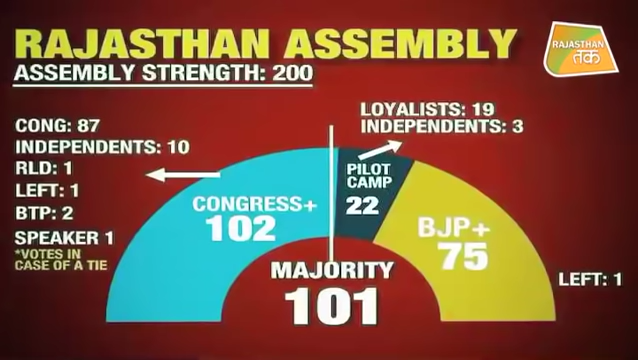 RAJASTHAN ASSEMBLY
RAJASTHAN
तक
ASSEMBLY STRENGTH: 200
CONG: 87
INDEPENDENTS: 10
RLD: 1
LEFT: 1
BTP: 2
SPEAKER 1
*VOTES IN
CASE OF A TIE
LOYALISTS: 19
INDEPENDENTS: 3
CONGRESS+
102
PILOT
CAMP
22
BJP+
75
LEFT: 1
MAJORITY
101